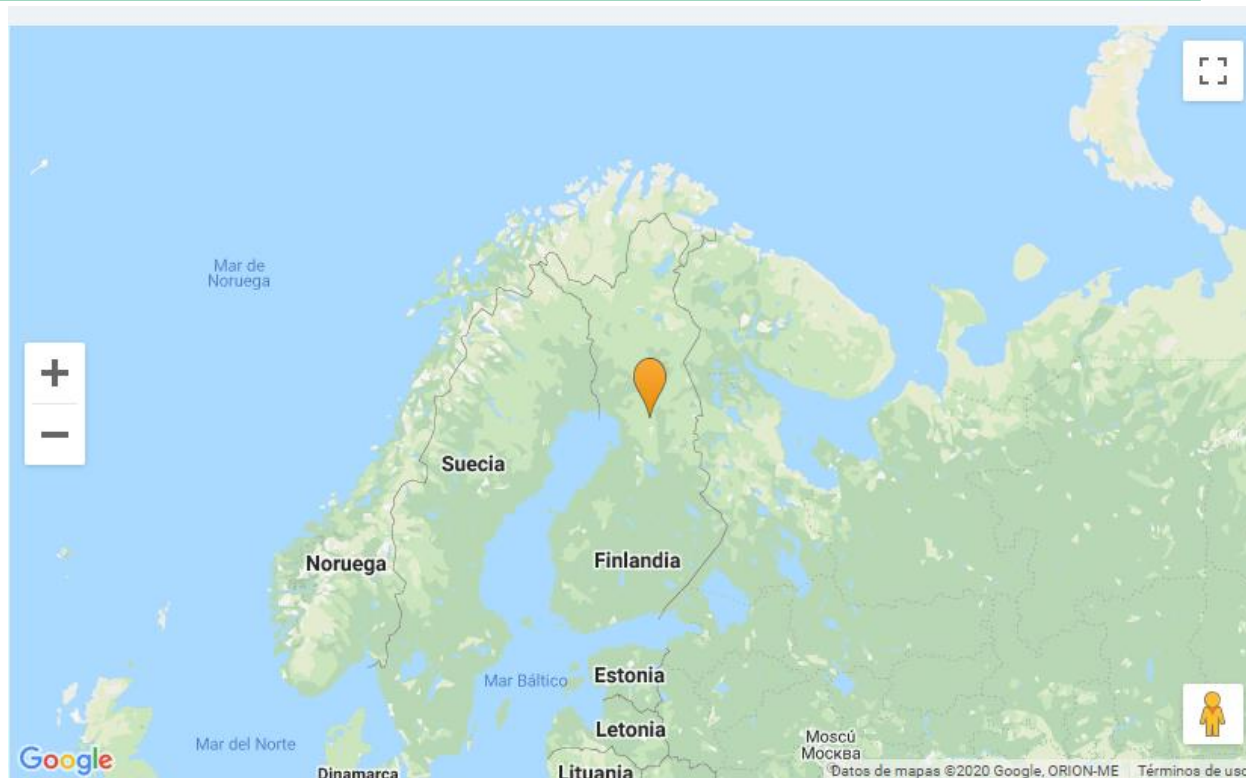 Mar de
Noruega
+
−
Suecia
Noruega
Finlandia
Mar Báltico
Estonia
Letonia
Mar del Norte
Moscú
Москва
Dinamarca
Lituania
Google
Datos de mapas ©2020 Google, ORION-ME
Términos de uso